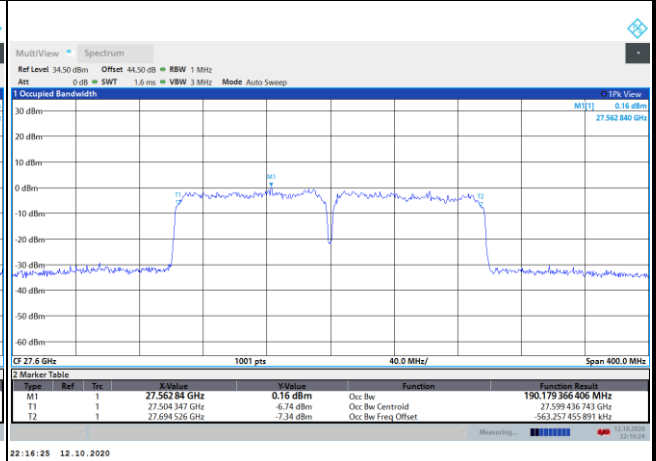 MultiView Spectrum
Ref Level 34.50 dBm Offset 44.50 dB RBW 1 MHz
Att 0 dB SWT 1.6 ms VBW 3 MHz Mode Auto Sweep
1 Occupied Bandwidth 1Pk View
M1[1] 0.16 dBm
27.562 840 GHz
30 dBm
20 dBm
10 dBm
M1
0 dBm
T1 T2
-10 dBm
-20 dBm
-30 dBm
-40 dBm
-50 dBm
-60 dBm
CF 27.6 GHz 1001 pts 40.0 MHz/ Span 400.0 MHz
2 Marker Table
Type Ref Trc X-Value Y-Value Function Function Result
M1 1 27.562 84 GHz 0.16 dBm Occ Bw 190.179 366 406 MHz
T1 1 27.504 347 GHz -6.74 dBm Occ Bw Centroid 27.599 436 743 GHz
T2 1 27.694 526 GHz -7.34 dBm Occ Bw Freq Offset -563.257 455 891 kHz
Measuring... 12.10.2020
22:16:24
22:16:25 12.10.2020